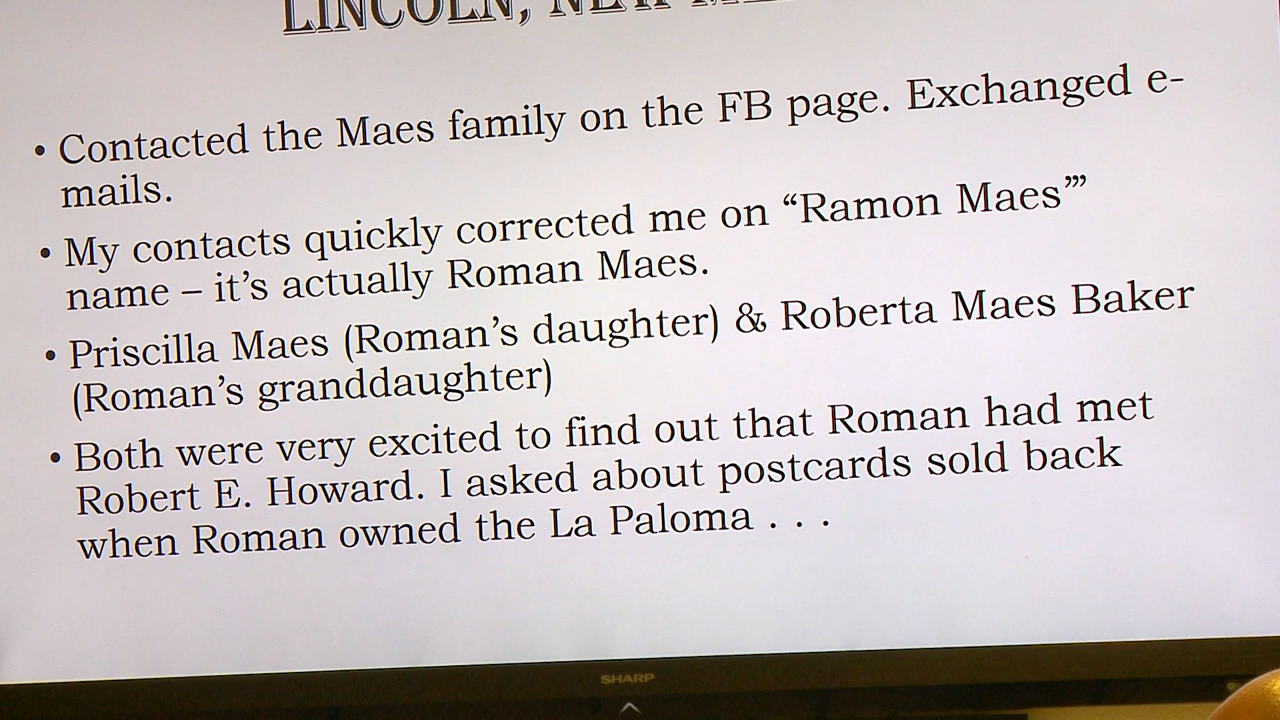 LINCOLN, NEW
• Contacted the Maes family on the FB page. Exchanged e-
mails.
• My contacts quickly corrected me on “Ramon Maes’”
name – it’s actually Roman Maes.
• Priscilla Maes (Roman’s daughter) & Roberta Maes Baker
(Roman’s granddaughter)
• Both were very excited to find out that Roman had met
Robert E. Howard. I asked about postcards sold back
when Roman owned the La Paloma . . .
SHARP